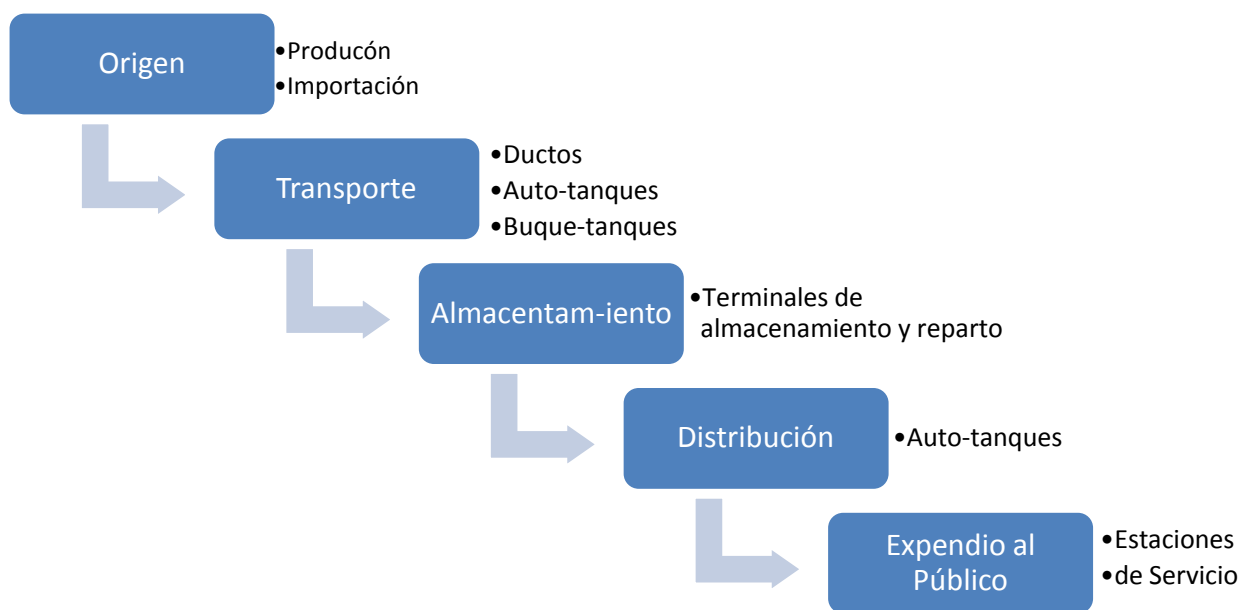 Origen
•Producón
•Importación
Transporte
•Ductos
•Auto-tanques
•Buque-tanques
Almacentam-iento
•Terminales de
almacenamiento y reparto
Distribución
•Auto-tanques
Expendio al
Público
•Estaciones
•de Servicio